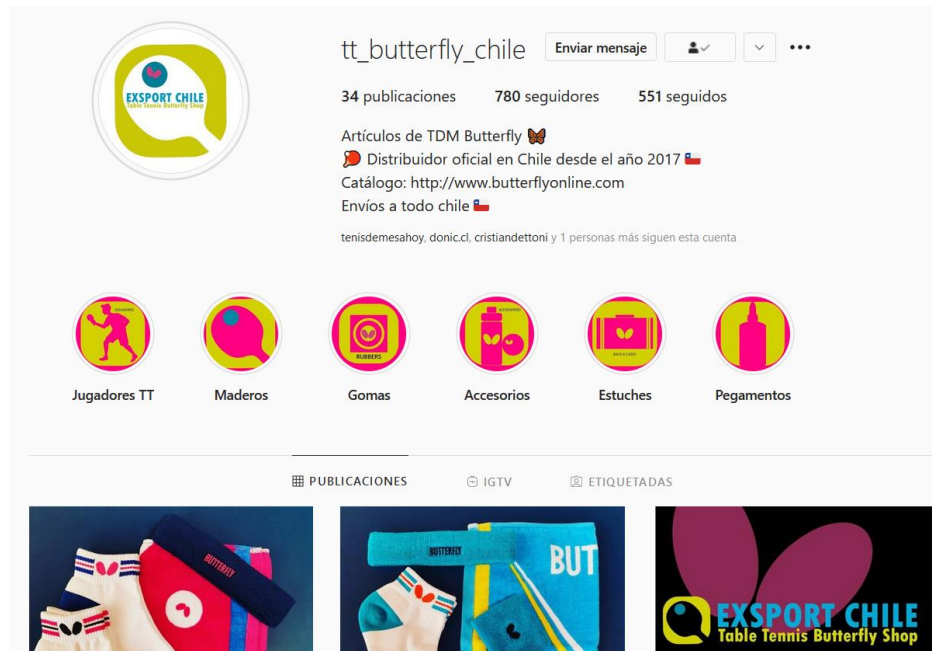 tt_butterfly_chile
Enviar mensaje
34 publicaciones 780 seguidores 551 seguidos
EXSPORT CHILE
Table Tennis Butterfly Shop
Artículos de TDM Butterfly
Distribuidor oficial en Chile desde el año 2017
Catálogo: http://www.butterflyonline.com
Envíos a todo chile
tenisdemesahoy, donic.cl, cristiandettoni y 1 personas más siguen esta cuenta
RUBBERS
ACCESSORIES
BAGS & CASES
Jugadores TT Maderos Gomas Accesorios Estuches Pegamentos
PUBLICACIONES IGTV ETIQUETADAS
BUTTERFLY
BUTTERFLY
BUT
EXSPORT CHILE
Table Tennis Butterfly Shop